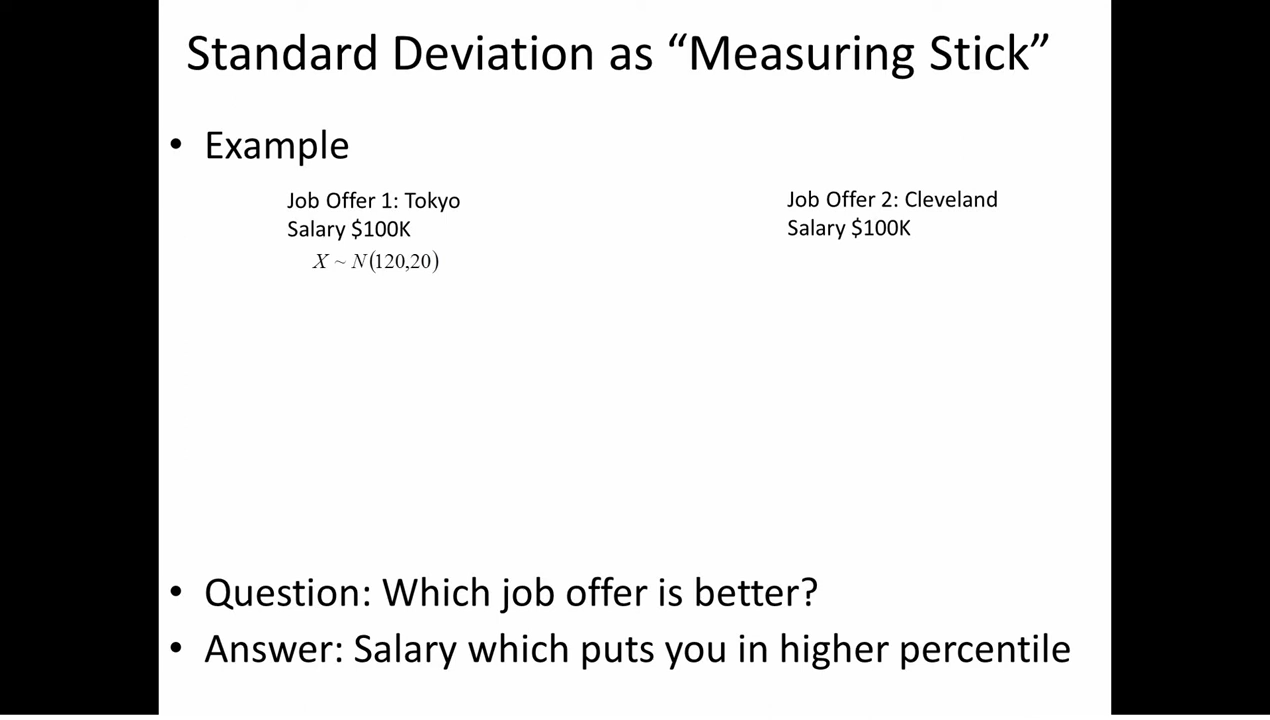 Standard Deviation as “Measuring Stick”
• Example
Job Offer 1: Tokyo
Salary $100K
X ~ N(120,20)
Job Offer 2: Cleveland
Salary $100K
• Question: Which job offer is better?
• Answer: Salary which puts you in higher percentile